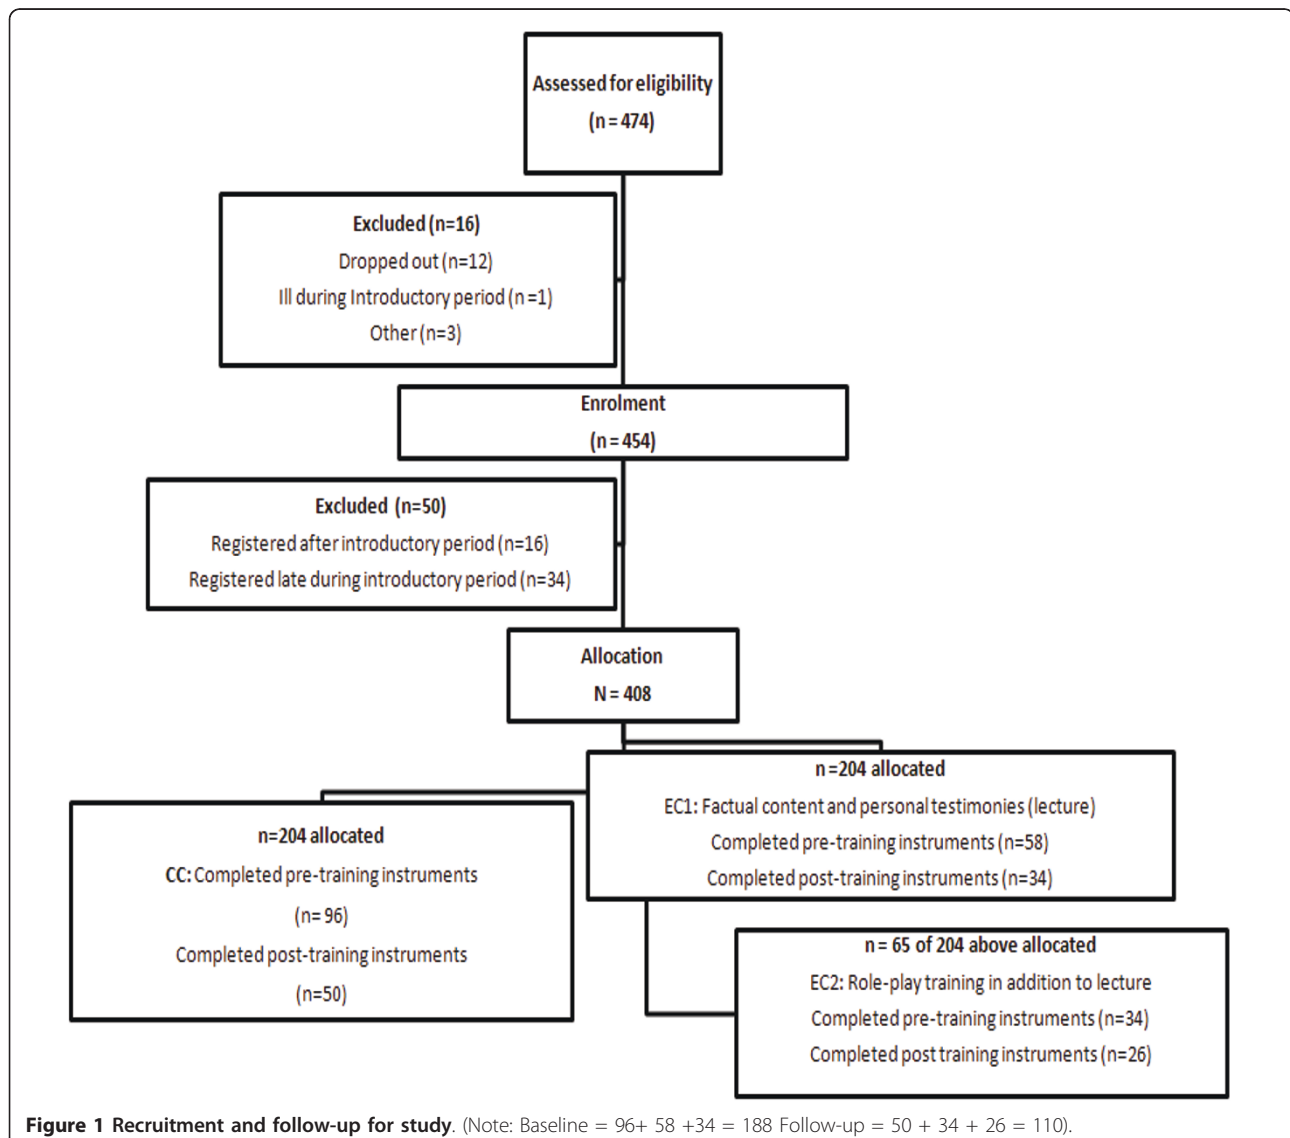 Assessed for eligibility
(n = 474)
Excluded (n=16)
Dropped out (n=12)
Ill during Introductory period (n =1)
Other (n=3)
Enrolment
(n = 454)
Excluded (n=50)
Registered after introductory period (n=16)
Registered late during introductory period (n=34)
Allocation
N = 408
n =204 allocated
EC1: Factual content and personal testimonies (lecture)
Completed pre-training instruments (n=58)
Completed post-training instruments (n=34)
n=204 allocated
CC: Completed pre-training instruments
(n= 96)
Completed post-training instruments
(n=50)
n = 65 of 204 above allocated
EC2: Role-play training in addition to lecture
Completed pre-training instruments (n=34)
Completed post training instruments (n=26)
Figure 1 Recruitment and follow-up for study. (Note: Baseline = 96+ 58 +34 = 188 Follow-up = 50 + 34 + 26 = 110).